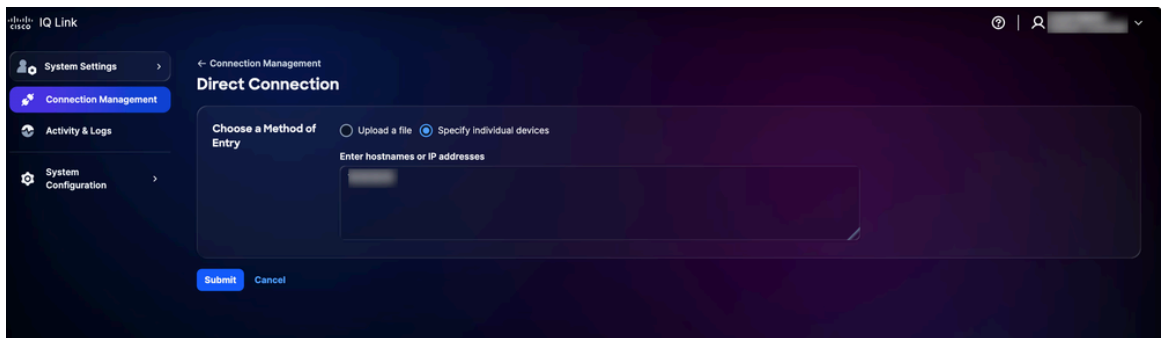 cisco IQ Link
System Settings
Connection Management
Activity & Logs
System
Configuration
← Connection Management
Direct Connection
Choose a Method of
Entry
Upload a file Specify individual devices
Enter hostnames or IP addresses
Submit Cancel